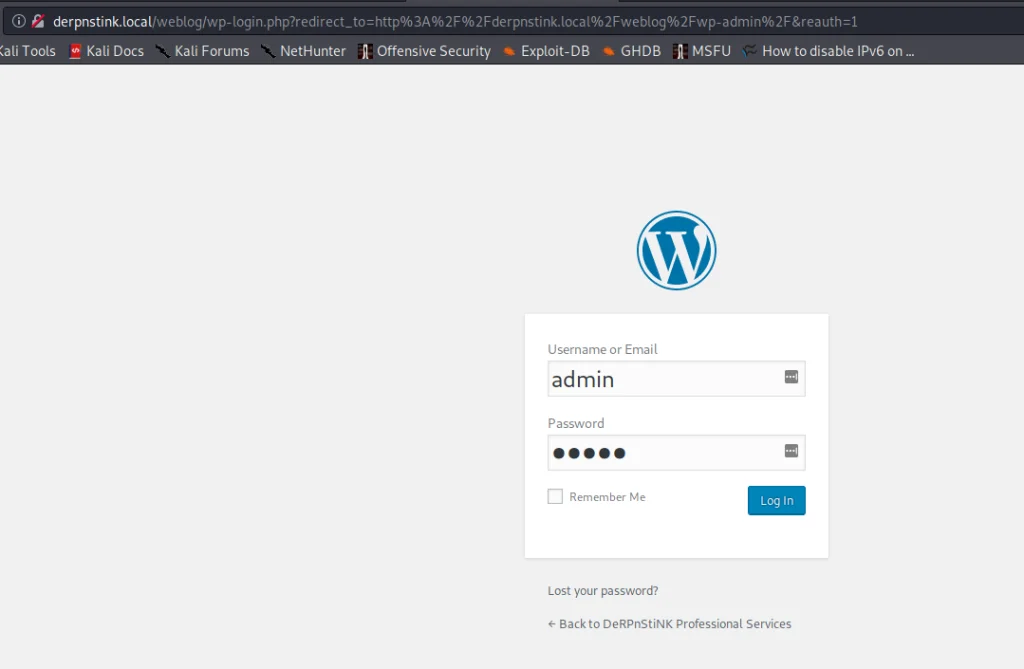 derpnstink.local/weblog/wp-login.php?redirect_to=http%3A%2F%2Fderpnstink.local%2Fweblog%2Fwp-admin%2F&reauth=1
Kali Tools Kali Docs Kali Forums NetHunter Offensive Security Exploit-DB GHDB MSFU How to disable IPv6 on ...
Username or Email
admin
Password
●●●●●
Remember Me
Log In
Lost your password?
← Back to DeRPnStiNK Professional Services